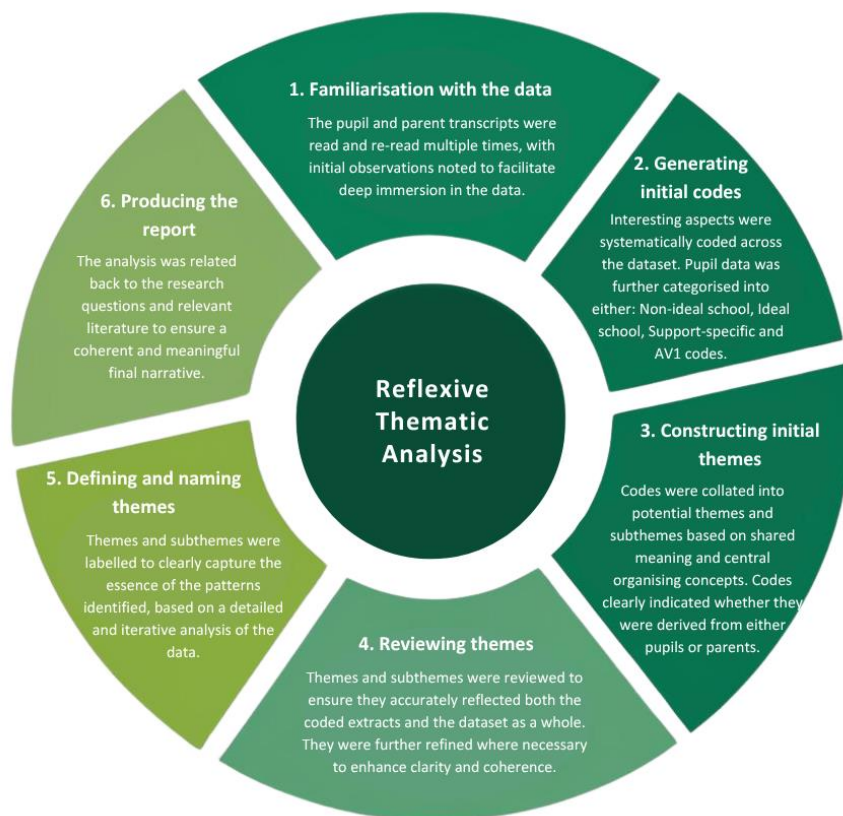 1. Familiarisation with the data
The pupil and parent transcripts were
read and re-read multiple times, with
initial observations noted to facilitate
deep immersion in the data.
2. Generating
initial codes
Interesting aspects were
systematically coded across
the dataset. Pupil data was
further categorised into
either: Non-ideal school, Ideal
school, Support-specific and
AV1 codes.
3. Constructing initial
themes
Codes were collated into
potential themes and
subthemes based on shared
meaning and central
organising concepts. Codes
clearly indicated whether they
were derived from either
pupils or parents.
4. Reviewing themes
Themes and subthemes were reviewed to
ensure they accurately reflected both the
coded extracts and the dataset as a whole.
They were further refined where necessary
to enhance clarity and coherence.
5. Defining and naming
themes
Themes and subthemes were
labelled to clearly capture the
essence of the patterns
identified, based on a detailed
and iterative analysis of the
data.
6. Producing the
report
The analysis was related
back to the research
questions and relevant
literature to ensure a
coherent and meaningful
final narrative.
Reflexive
Thematic
Analysis